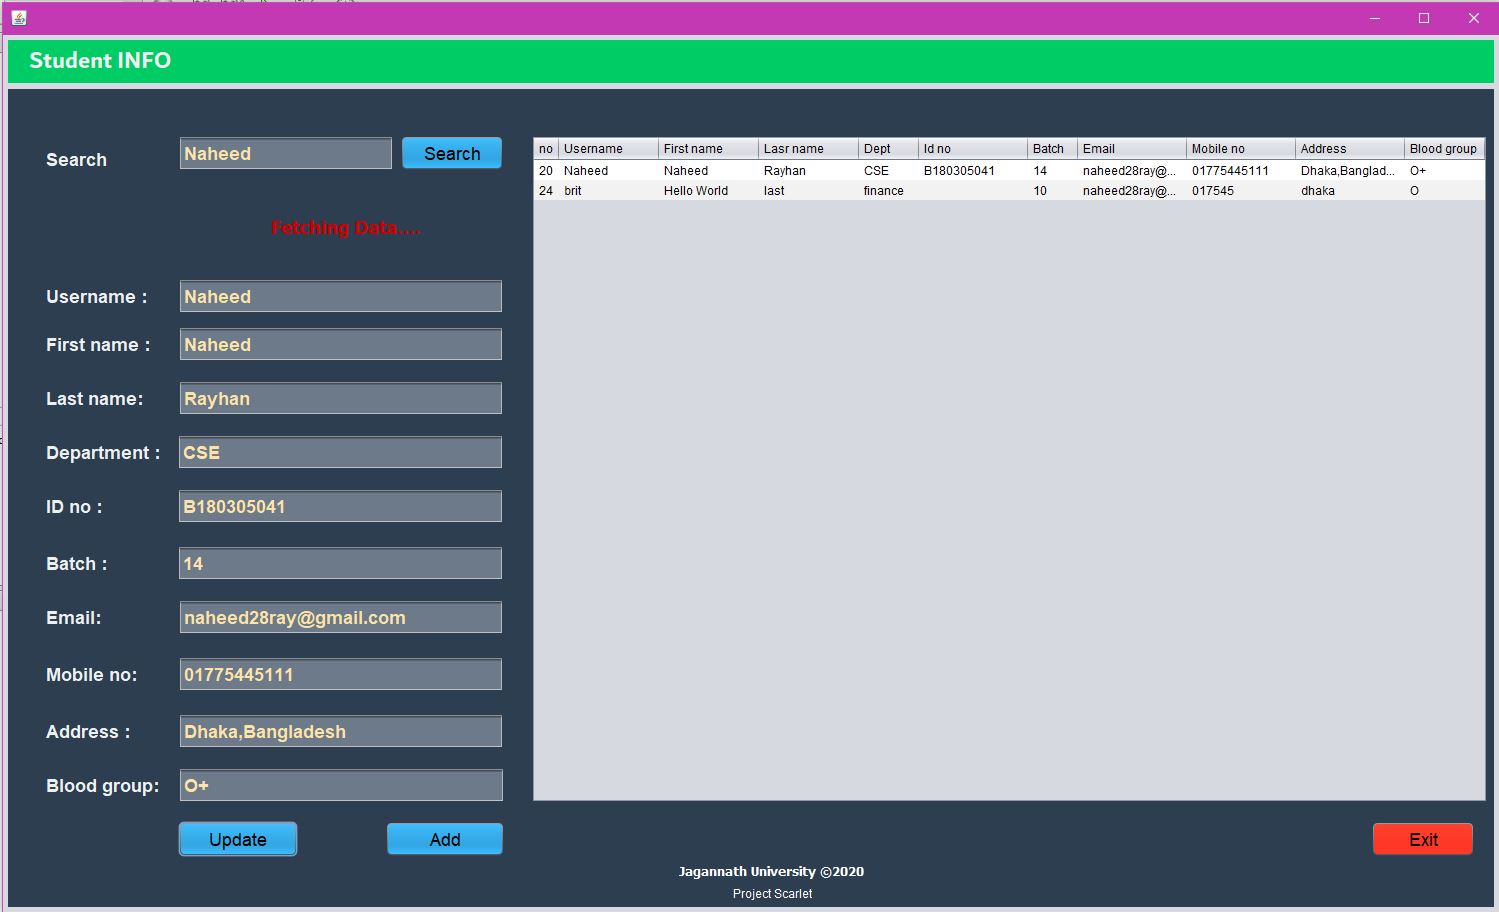 Student INFO
Search Naheed Search
Fetching Data....
Username : Naheed
First name : Naheed
Last name: Rayhan
Department : CSE
ID no : B180305041
Batch : 14
Email: naheed28ray@gmail.com
Mobile no: 01775445111
Address : Dhaka,Bangladesh
Blood group: O+
Update Add
no Username First name Lasr name Dept Id no Batch Email Mobile no Address Blood group
20 Naheed Naheed Rayhan CSE B180305041 14 naheed28ray@... 01775445111 Dhaka,Banglad... O+
24 brit Hello World last finance 10 naheed28ray@... 017545 dhaka O
Exit
Jagannath University ©2020
Project Scarlet